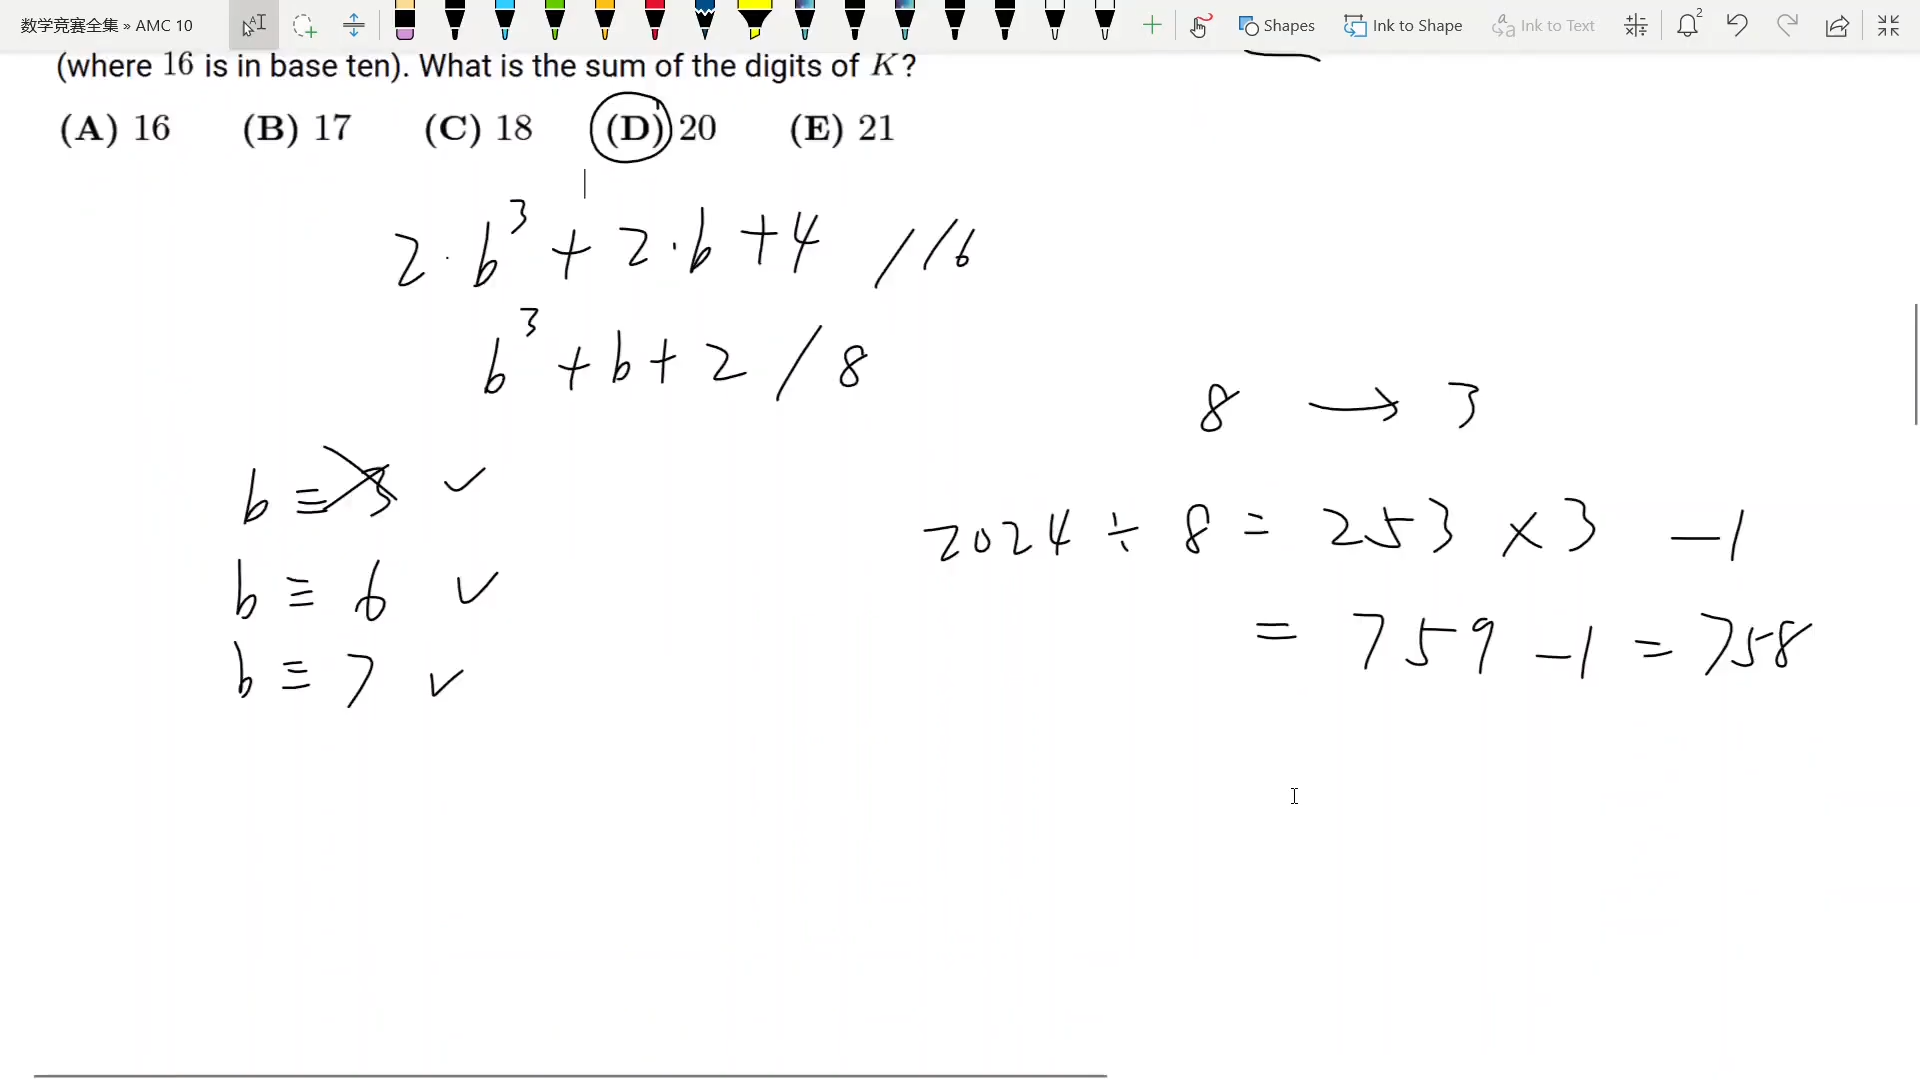 数学竞赛全集 » AMC 10
Shapes
Ink to Shape
Ink to Text
2
(where 16 is in base ten). What is the sum of the digits of K?
(A) 16 (B) 17 (C) 18 (D) 20 (E) 21
2·b³ + 2·b + 4 / 16
b³ + b + 2 / 8
8 → 3
b ≡ 3 ✓
2024 ÷ 8 = 253 × 3 − 1
b ≡ 6 ✓
= 759 − 1 = 758
b ≡ 7 ✓